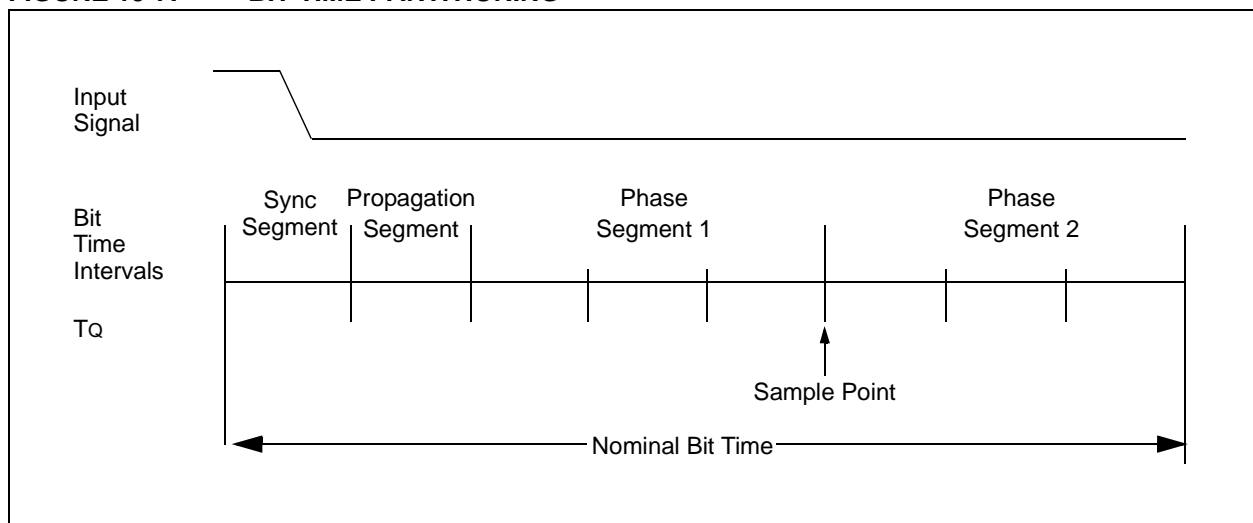 Input
Signal
Sync
Segment
Propagation
Segment
Phase
Segment 1
Phase
Segment 2
Bit
Time
Intervals
TQ
Sample Point
Nominal Bit Time